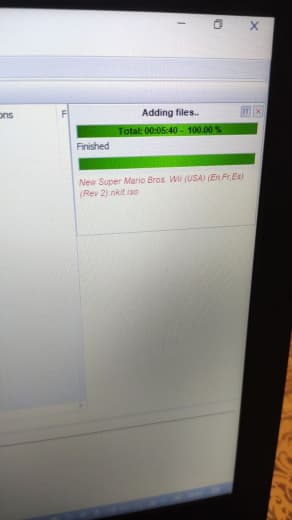 ons
F
Adding files..
Total: 00:05:40 - 100.00 %
Finished
New Super Mario Bros. Wii (USA) (En,Fr,Es)
(Rev 2).nkit.iso